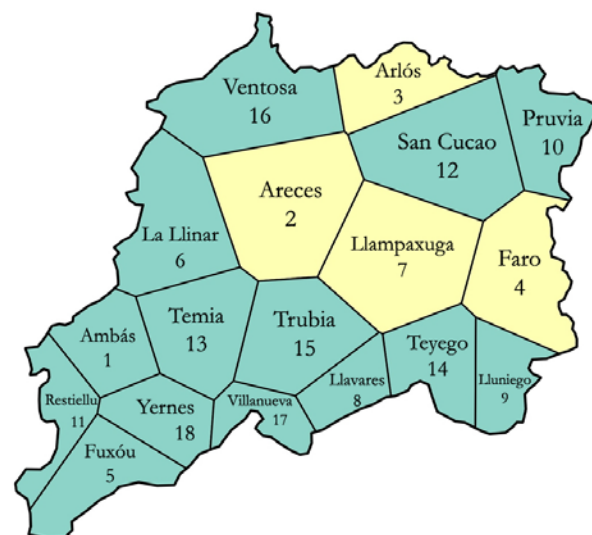 Arlós
3
Ventosa
16
Pruvia
10
San Cucao
12
Areces
2
La Llinar
6
Llampaxuga
7
Faro
4
Temia
13
Trubia
15
Ambás
1
Teyego
14
Llavares
8
Lluniego
9
Restiellu
11
Yernes
18
Villanueva
17
Fuxóu
5